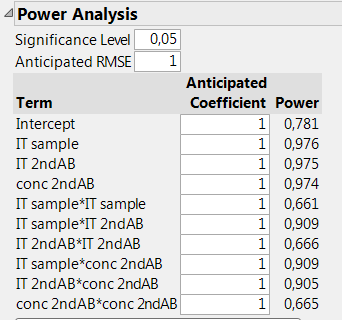 Power Analysis
Significance Level 0,05
Anticipated RMSE 1
Anticipated
Term Coefficient Power
Intercept 1 0,781
IT sample 1 0,976
IT 2ndAB 1 0,975
conc 2ndAB 1 0,974
IT sample*IT sample 1 0,661
IT sample*IT 2ndAB 1 0,909
IT 2ndAB*IT 2ndAB 1 0,666
IT sample*conc 2ndAB 1 0,909
IT 2ndAB*conc 2ndAB 1 0,905
conc 2ndAB*conc 2ndAB 1 0,665